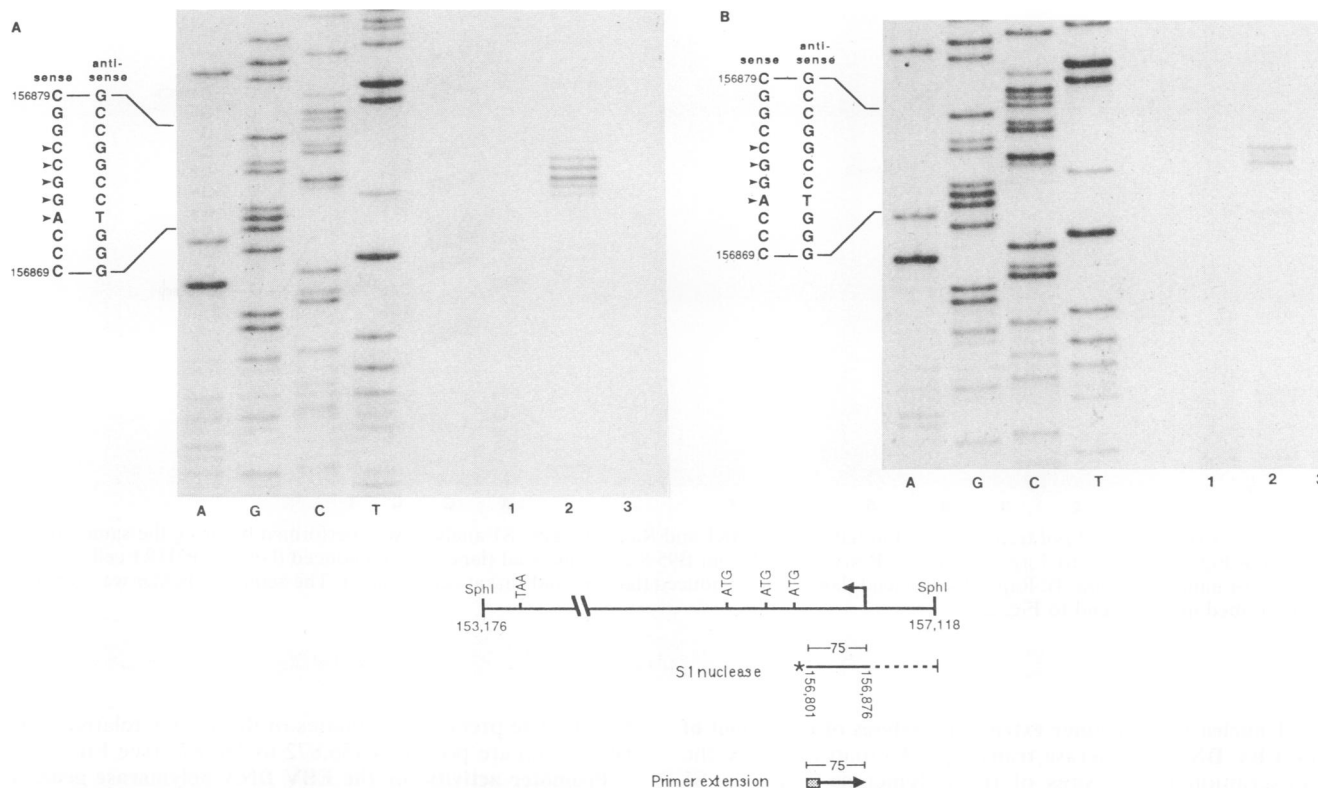 A
anti-
sense sense
156879 C G
G C
G C
➤C G
➤C G
➤G C
➤G C
➤A T
C G
C G
156869 C G
A G C T 1 2 3
B
anti-
sense sense
156879 C G
G C
G C
C G
➤C G
➤G C
➤G C
➤A T
C G
C G
156869 C G
A G C T 1 2 3
SphI TAA ATG ATG ATG SphI
153,176 157,118
75
S1 nuclease *
156,801 156,876
75
Primer extension